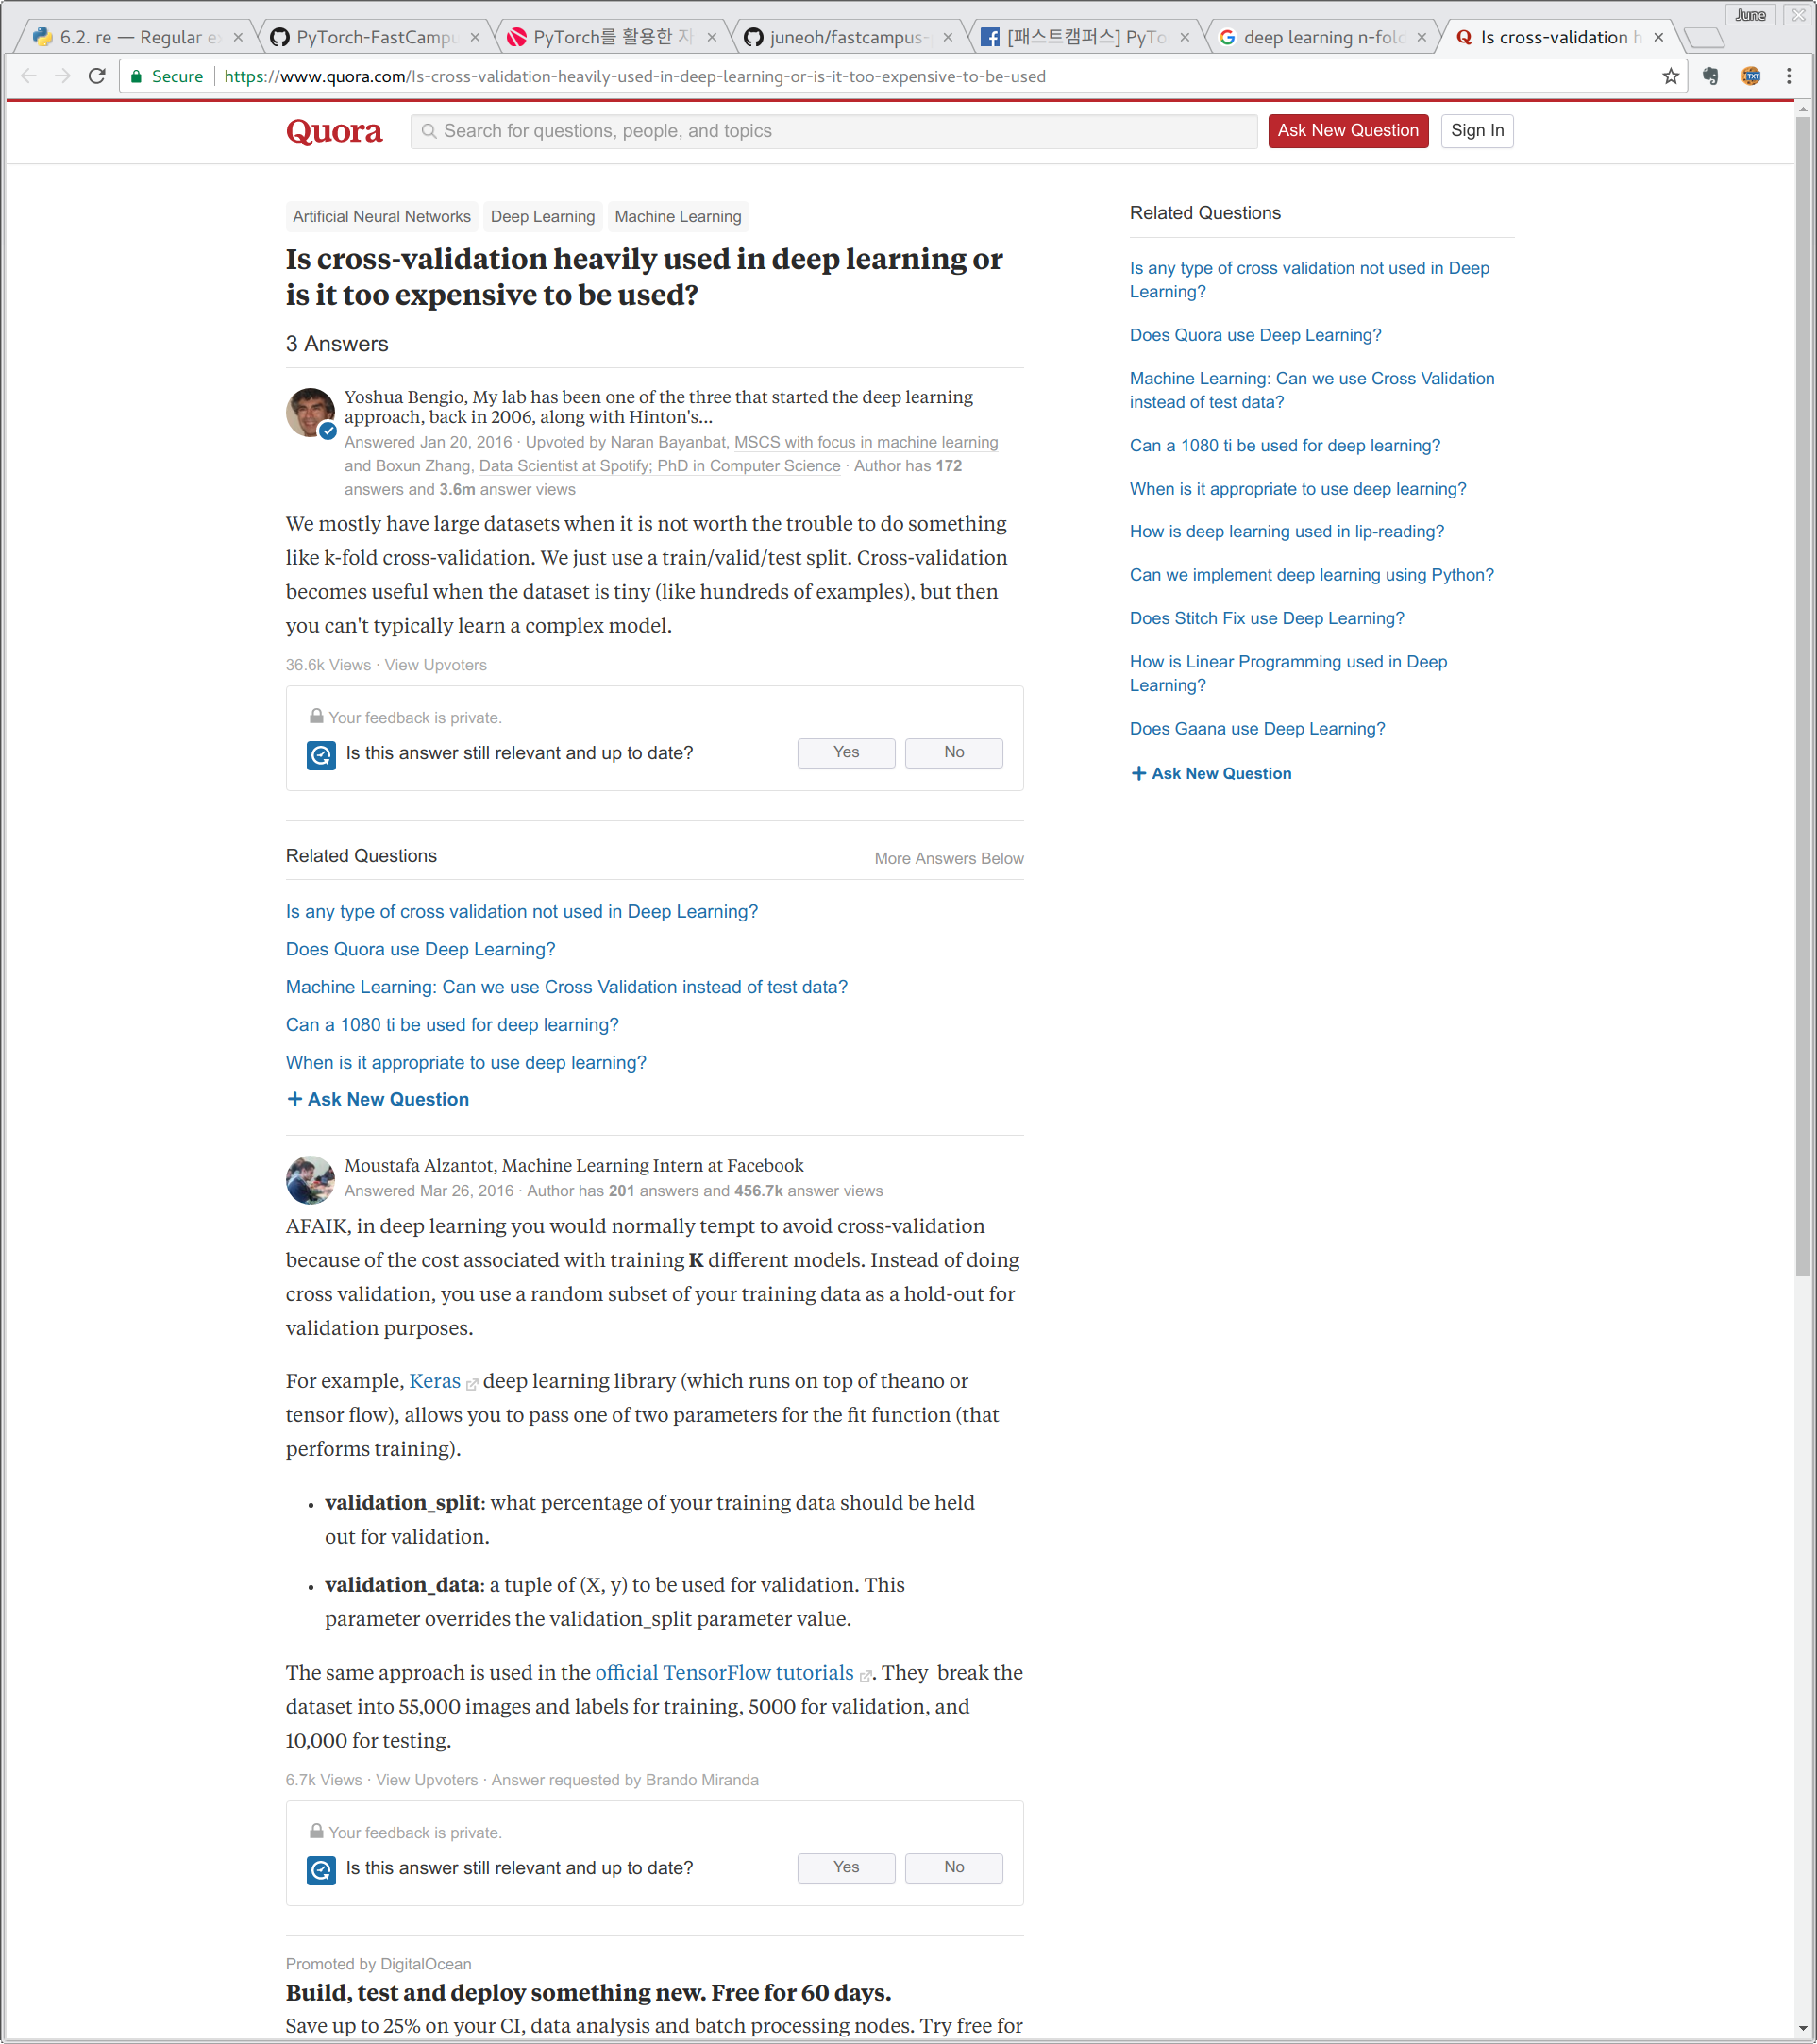 June
6.2. re — Regular e
PyTorch-FastCampu
PyTorch를 활용한
juneoh/fastcampus-
[패스트캠퍼스] PyTo
deep learning n-fold
Is cross-validation h
Secure https://www.quora.com/Is-cross-validation-heavily-used-in-deep-learning-or-is-it-too-expensive-to-be-used
Quora
Search for questions, people, and topics
Ask New Question
Sign In
Artificial Neural Networks Deep Learning Machine Learning
Is cross-validation heavily used in deep learning or
is it too expensive to be used?
3 Answers
Yoshua Bengio, My lab has been one of the three that started the deep learning
approach, back in 2006, along with Hinton's...
Answered Jan 20, 2016 · Upvoted by Naran Bayanbat, MSCS with focus in machine learning
and Boxun Zhang, Data Scientist at Spotify; PhD in Computer Science · Author has 172
answers and 3.6m answer views
We mostly have large datasets when it is not worth the trouble to do something
like k-fold cross-validation. We just use a train/valid/test split. Cross-validation
becomes useful when the dataset is tiny (like hundreds of examples), but then
you can't typically learn a complex model.
36.6k Views · View Upvoters
Your feedback is private.
Is this answer still relevant and up to date?
Yes
No
Related Questions
More Answers Below
Is any type of cross validation not used in Deep Learning?
Does Quora use Deep Learning?
Machine Learning: Can we use Cross Validation instead of test data?
Can a 1080 ti be used for deep learning?
When is it appropriate to use deep learning?
+ Ask New Question
Moustafa Alzantot, Machine Learning Intern at Facebook
Answered Mar 26, 2016 · Author has 201 answers and 456.7k answer views
AFAIK, in deep learning you would normally tempt to avoid cross-validation
because of the cost associated with training K different models. Instead of doing
cross validation, you use a random subset of your training data as a hold-out for
validation purposes.
For example, Keras deep learning library (which runs on top of theano or
tensor flow), allows you to pass one of two parameters for the fit function (that
performs training).
• validation_split: what percentage of your training data should be held
out for validation.
• validation_data: a tuple of (X, y) to be used for validation. This
parameter overrides the validation_split parameter value.
The same approach is used in the official TensorFlow tutorials. They break the
dataset into 55,000 images and labels for training, 5000 for validation, and
10,000 for testing.
6.7k Views · View Upvoters · Answer requested by Brando Miranda
Your feedback is private.
Is this answer still relevant and up to date?
Yes
No
Promoted by DigitalOcean
Build, test and deploy something new. Free for 60 days.
Save up to 25% on your CI, data analysis and batch processing nodes. Try free for
Related Questions
Is any type of cross validation not used in Deep
Learning?
Does Quora use Deep Learning?
Machine Learning: Can we use Cross Validation
instead of test data?
Can a 1080 ti be used for deep learning?
When is it appropriate to use deep learning?
How is deep learning used in lip-reading?
Can we implement deep learning using Python?
Does Stitch Fix use Deep Learning?
How is Linear Programming used in Deep
Learning?
Does Gaana use Deep Learning?
+ Ask New Question